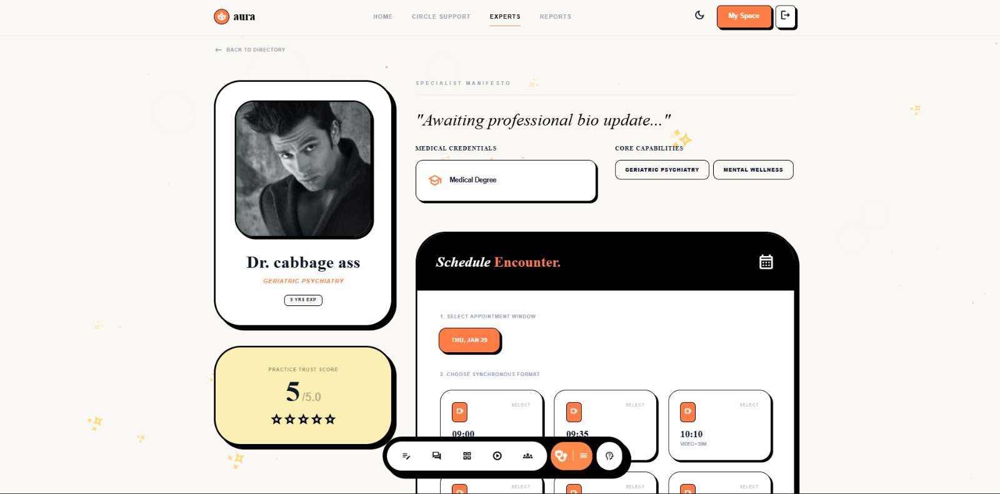 aura
HOME
CIRCLE SUPPORT
EXPERTS
REPORTS
My Space
BACK TO DIRECTORY
Dr. cabbage ass
GERIATRIC PSYCHIATRY
5 YRS EXP
PRACTICE TRUST SCORE
5 /5.0
SPECIALIST MANIFESTO
"Awaiting professional bio update..."
MEDICAL CREDENTIALS
Medical Degree
CORE CAPABILITIES
GERIATRIC PSYCHIATRY
MENTAL WELLNESS
Schedule Encounter.
1. SELECT APPOINTMENT WINDOW
THU, JAN 29
2. CHOOSE SYNCHRONOUS FORMAT
SELECT
09:00
SELECT
09:35
SELECT
10:10
VIDEO • 30M
SELECT
SELECT
SELECT